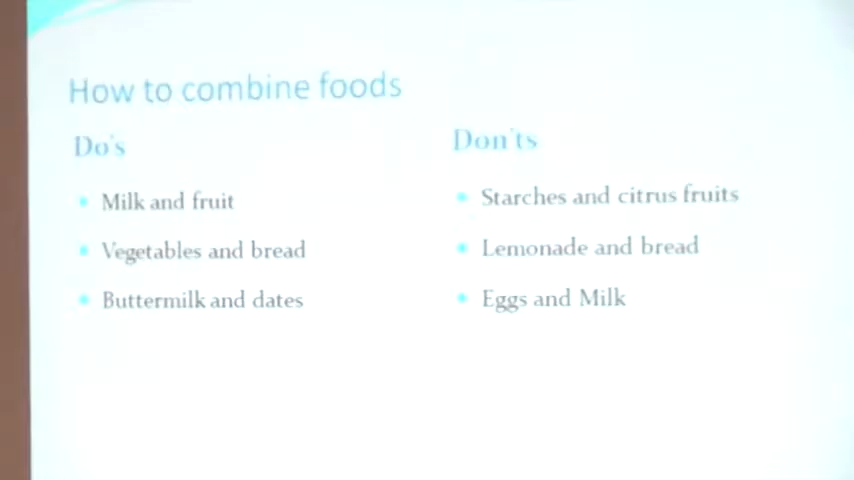 How to combine foods
Do's
Milk and fruit
Vegetables and bread
Buttermilk and dates
Don'ts
Starches and citrus fruits
Lemonade and bread
Eggs and Milk